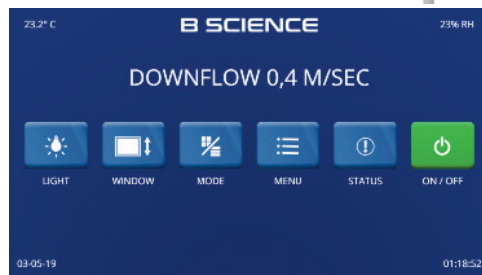 23.2° C B SCIENCE 23% RH
DOWNFLOW 0,4 M/SEC
LIGHT WINDOW MODE MENU STATUS ON / OFF
03-05-19 01:18:52